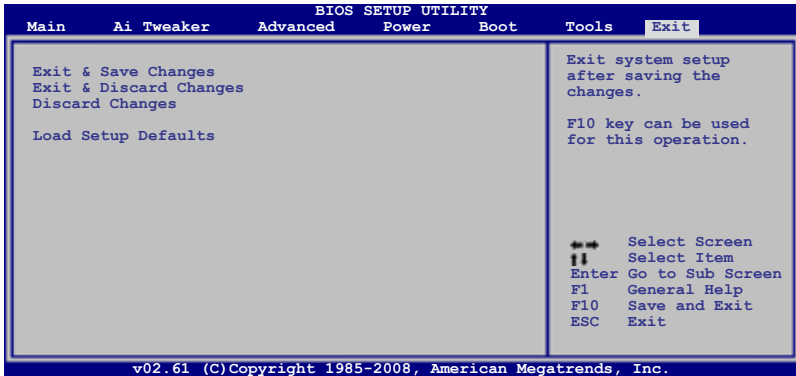 BIOS SETUP UTILITY
Main Ai Tweaker Advanced Power Boot Tools Exit
Exit & Save Changes
Exit & Discard Changes
Discard Changes
Load Setup Defaults
Exit system setup
after saving the
changes.
F10 key can be used
for this operation.
←→ Select Screen
↑↓ Select Item
Enter Go to Sub Screen
F1 General Help
F10 Save and Exit
ESC Exit
v02.61 (C)Copyright 1985-2008, American Megatrends, Inc.